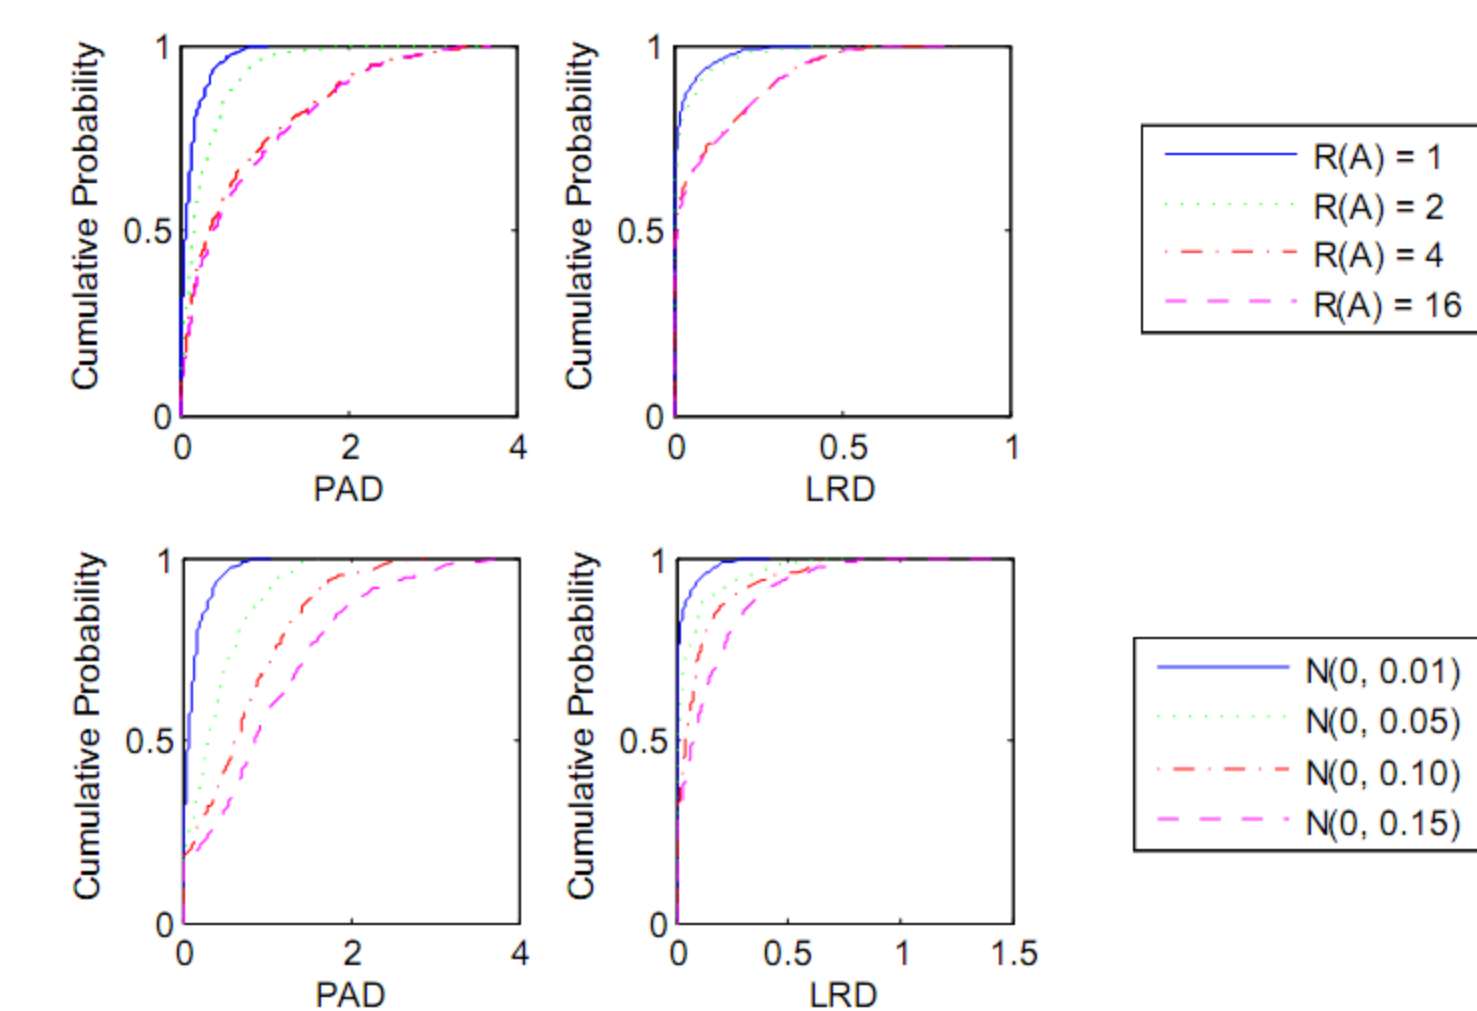 Cumulative Probability
1
0.5
0
0 2 4
PAD
Cumulative Probability
1
0.5
0
0 0.5 1
LRD
R(A) = 1
R(A) = 2
R(A) = 4
R(A) = 16
Cumulative Probability
1
0.5
0
0 2 4
PAD
Cumulative Probability
1
0.5
0
0 0.5 1 1.5
LRD
N(0, 0.01)
N(0, 0.05)
N(0, 0.10)
N(0, 0.15)